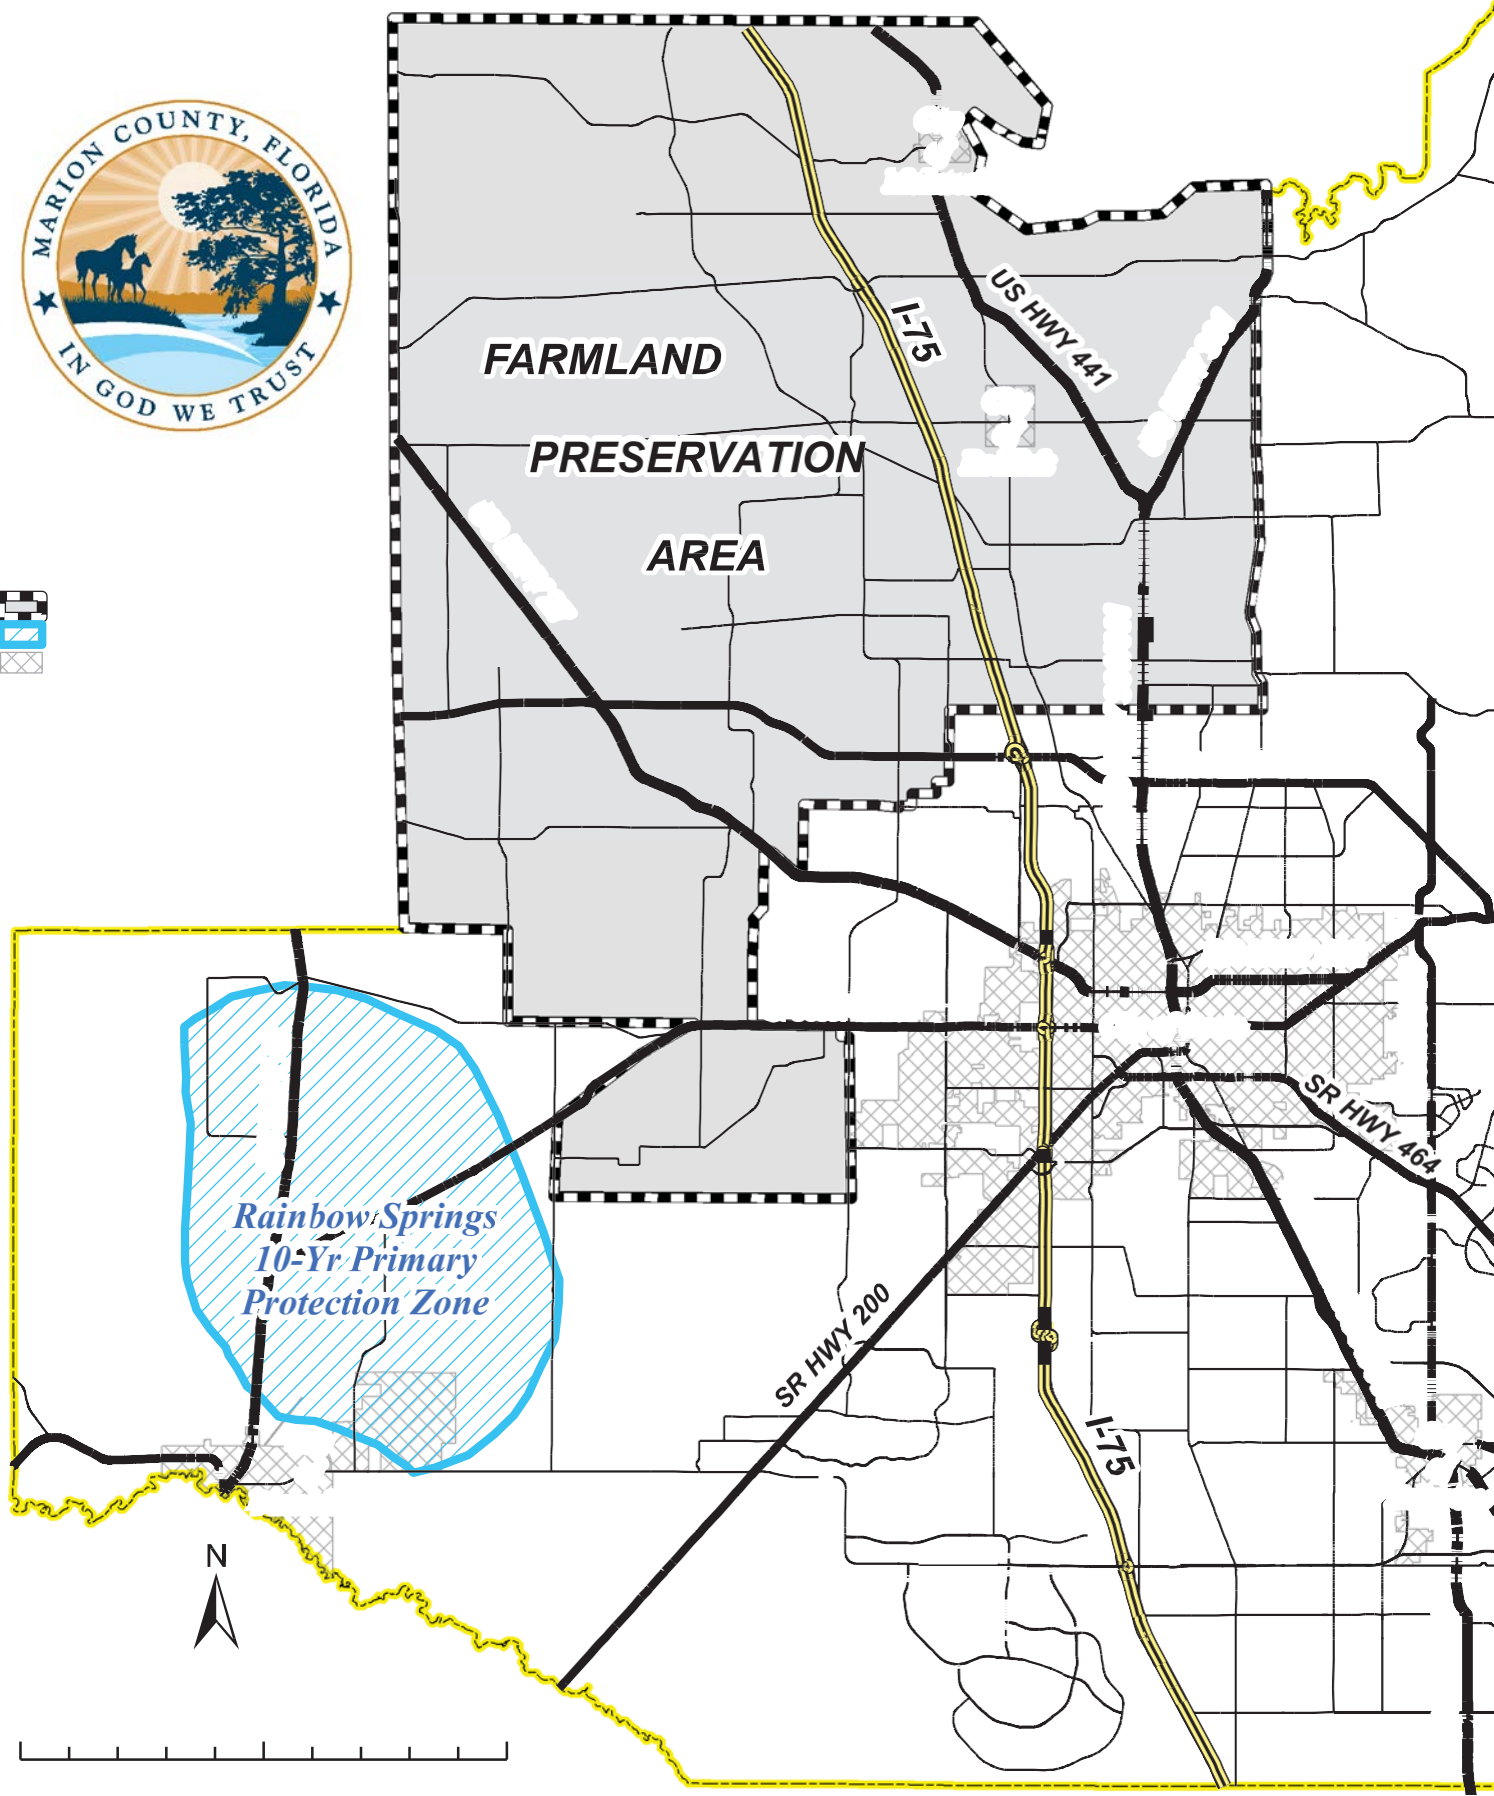 MARION COUNTY, FLORIDA
IN GOD WE TRUST
FARMLAND
PRESERVATION
AREA
I-75
US HWY 441
SR HWY 464
Rainbow Springs
10-Yr Primary
Protection Zone
SR HWY 200
I-75
N